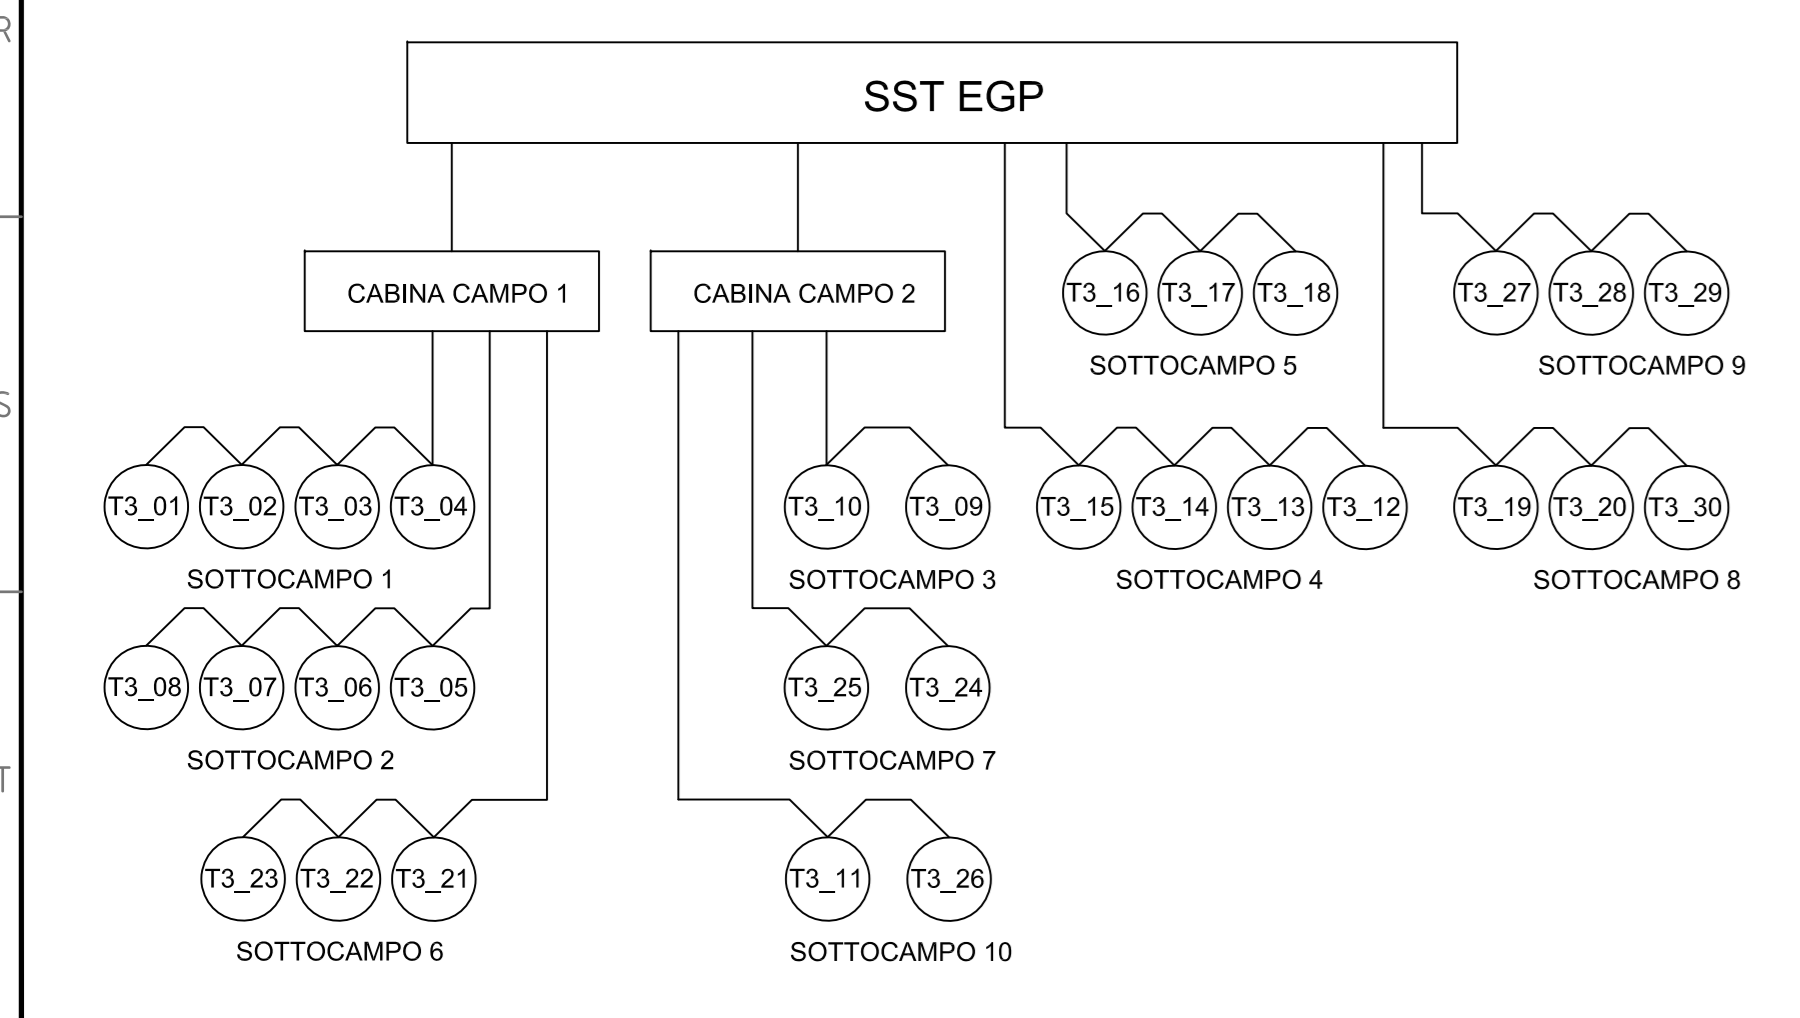 R
SST EGP
CABINA CAMPO 1
CABINA CAMPO 2
T3_16 T3_17 T3_18
T3_27 T3_28 T3_29
SOTTOCAMPO 5
SOTTOCAMPO 9
S
T3_01 T3_02 T3_03 T3_04
T3_10 T3_09
T3_15 T3_14 T3_13 T3_12
T3_19 T3_20 T3_30
SOTTOCAMPO 1
SOTTOCAMPO 3
SOTTOCAMPO 4
SOTTOCAMPO 8
T3_08 T3_07 T3_06 T3_05
T3_25 T3_24
SOTTOCAMPO 2
SOTTOCAMPO 7
T
T3_23 T3_22 T3_21
T3_11 T3_26
SOTTOCAMPO 6
SOTTOCAMPO 10